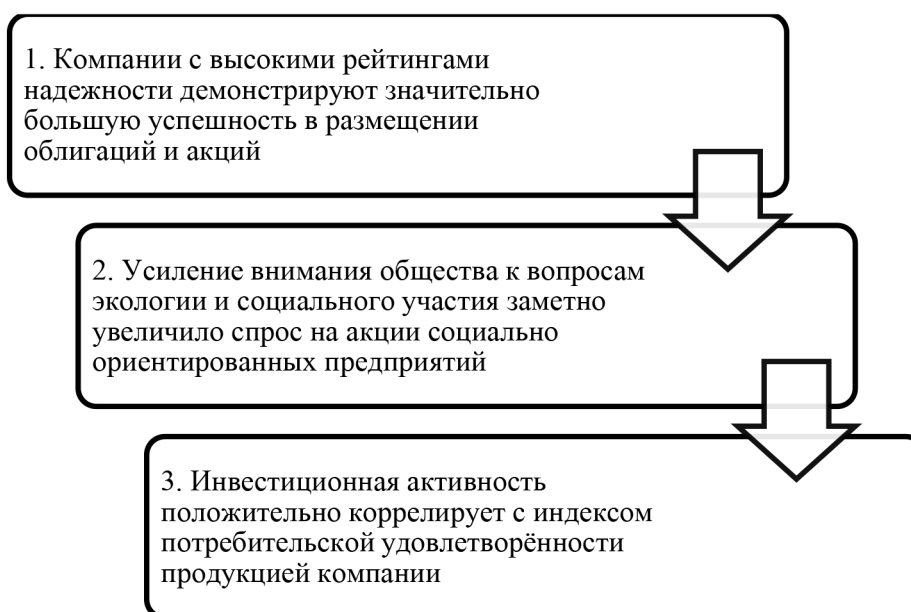 1. Компании с высокими рейтингами
надежности демонстрируют значительно
большую успешность в размещении
облигаций и акций
2. Усиление внимания общества к вопросам
экологии и социального участия заметно
увеличило спрос на акции социально
ориентированных предприятий
3. Инвестиционная активность
положительно коррелирует с индексом
потребительской удовлетворённости
продукцией компании